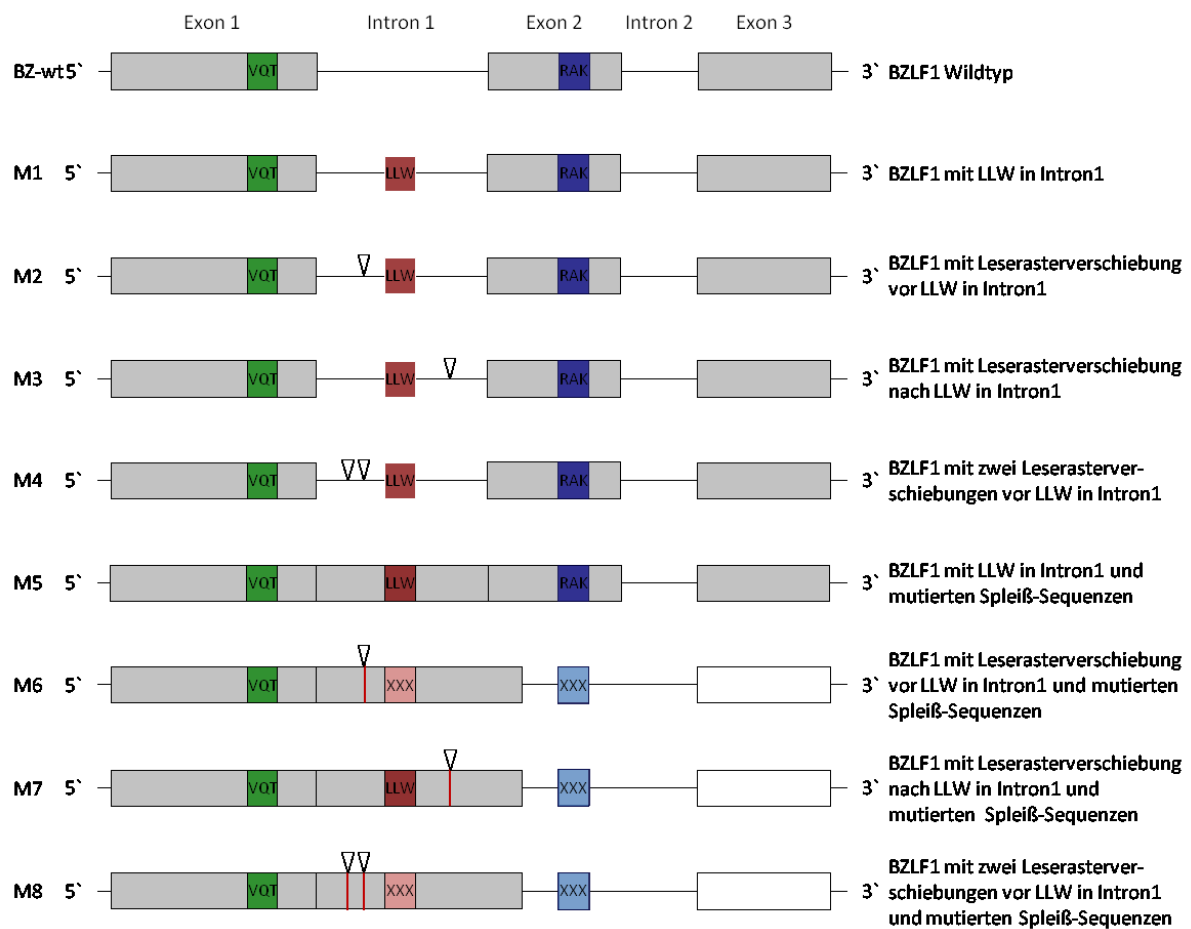 Exon 1 Intron 1 Exon 2 Intron 2 Exon 3
BZ-wt 5` VQT RAK 3` BZLF1 Wildtyp
M1 5` VQT LLW RAK 3` BZLF1 mit LLW in Intron1
M2 5` VQT LLW RAK 3` BZLF1 mit Leserasterverschiebung
vor LLW in Intron1
M3 5` VQT LLW RAK 3` BZLF1 mit Leserasterverschiebung
nach LLW in Intron1
M4 5` VQT LLW RAK 3` BZLF1 mit zwei Leserasterver-
schiebungen vor LLW in Intron1
M5 5` VQT LLW RAK 3` BZLF1 mit LLW in Intron1 und
mutierten Spleiß-Sequenzen
M6 5` VQT XXX XXX 3` BZLF1 mit Leserasterverschiebung
vor LLW in Intron1 und mutierten
Spleiß-Sequenzen
M7 5` VQT LLW XXX 3` BZLF1 mit Leserasterverschiebung
nach LLW in Intron1 und
mutierten Spleiß-Sequenzen
M8 5` VQT XXX XXX 3` BZLF1 mit zwei Leserasterver-
schiebungen vor LLW in Intron1
und mutierten Spleiß-Sequenzen